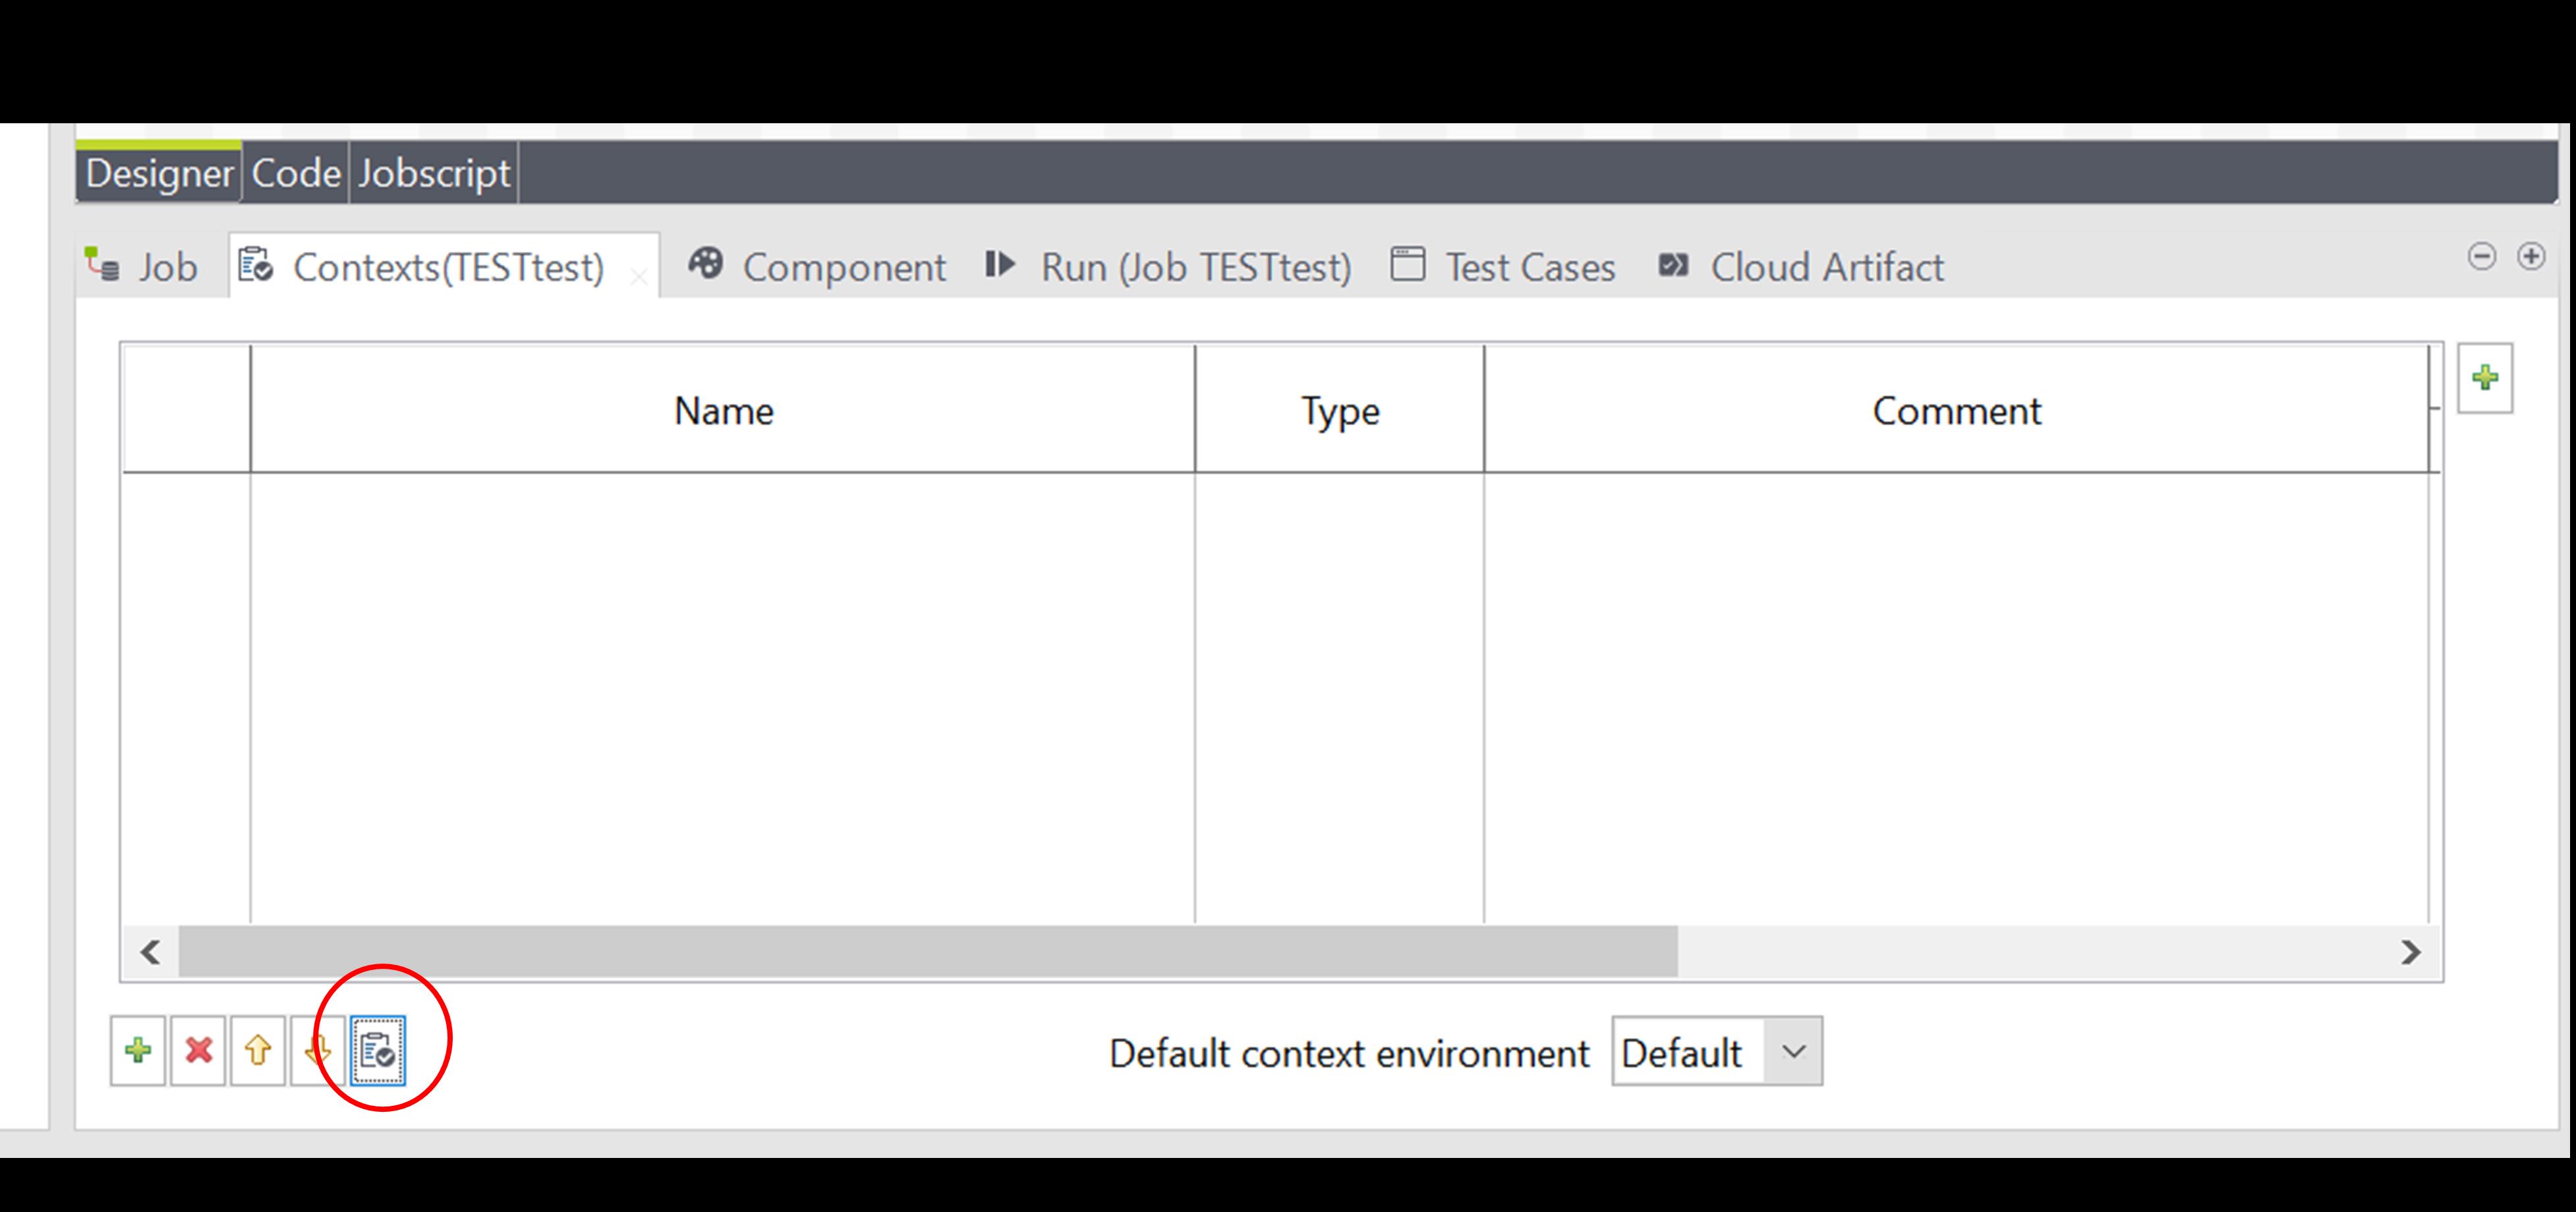 Designer Code Jobscript
Job Contexts(TESTtest) Component Run (Job TESTtest) Test Cases Cloud Artifact
Name Type Comment
Default context environment Default